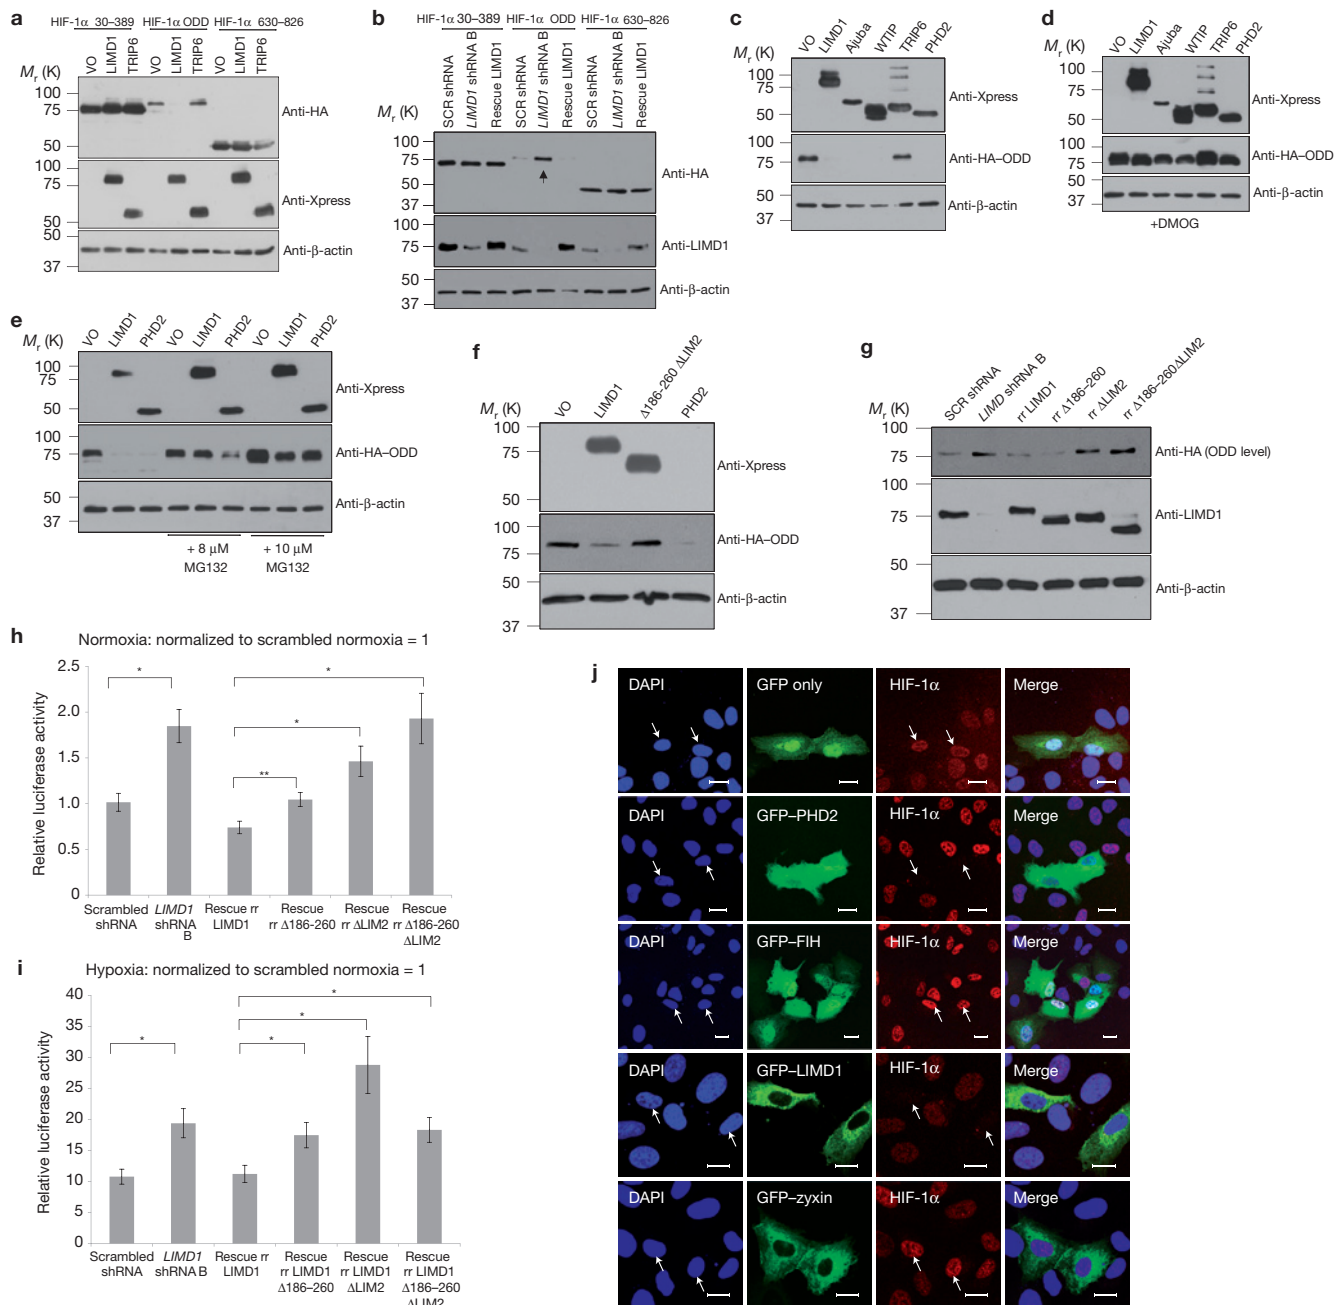 a
HIF-1α 30–389 HIF-1α ODD HIF-1α 630–826
VO LIMD1 TRIP6 VO LIMD1 TRIP6 VO LIMD1 TRIP6
Mr (K)
100
75
50
Anti-HA
100
75
50
Anti-Xpress
50
37
Anti-β-actin
b
HIF-1α 30–389 HIF-1α ODD HIF-1α 630–826
SCR shRNA LIMD1 shRNA B Rescue LIMD1 SCR shRNA LIMD1 shRNA B Rescue LIMD1 SCR shRNA LIMD1 shRNA B Rescue LIMD1
Mr (K)
100
75
50
37
Anti-HA
100
75
Anti-LIMD1
50
37
Anti-β-actin
c
VO LIMD1 Ajuba WTIP TRIP6 PHD2
Mr (K)
100
75
50
Anti-Xpress
100
75
Anti-HA–ODD
50
37
Anti-β-actin
d
VO LIMD1 Ajuba WTIP TRIP6 PHD2
Mr (K)
100
75
50
Anti-Xpress
100
75
Anti-HA–ODD
50
37
Anti-β-actin
+DMOG
e
VO LIMD1 PHD2 VO LIMD1 PHD2 VO LIMD1 PHD2
Mr (K)
100
75
50
Anti-Xpress
100
75
Anti-HA–ODD
50
37
Anti-β-actin
+ 8 μM MG132
+ 10 μM MG132
f
VO LIMD1 Δ186–260 ΔLIM2 PHD2
Mr (K)
100
75
50
Anti-Xpress
100
75
Anti-HA–ODD
50
37
Anti-β-actin
g
SCR shRNA LIMD shRNA B rr LIMD1 rr Δ186–260 rr ΔLIM2 rr Δ186–260ΔLIM2
Mr (K)
100
75
Anti-HA (ODD level)
100
75
Anti-LIMD1
50
37
Anti-β-actin
h
Normoxia: normalized to scrambled normoxia = 1
Relative luciferase activity
2.5
2.0
1.5
1.0
0.5
0
*
**
*
*
Scrambled shRNA
LIMD1 shRNA B
Rescue rr LIMD1
Rescue rr Δ186-260
Rescue rr ΔLIM2
Rescue rr Δ186-260 ΔLIM2
i
Hypoxia: normalized to scrambled normoxia = 1
Relative luciferase activity
40
35
30
25
20
15
10
5
0
*
*
*
*
Scrambled shRNA
LIMD1 shRNA B
Rescue rr LIMD1
Rescue rr LIMD1 Δ186–260
Rescue rr LIMD1 ΔLIM2
Rescue rr LIMD1 Δ186–260 ΔLIM2
j
DAPI GFP only HIF-1α Merge
DAPI GFP–PHD2 HIF-1α Merge
DAPI GFP–FIH HIF-1α Merge
DAPI GFP–LIMD1 HIF-1α Merge
DAPI GFP–zyxin HIF-1α Merge